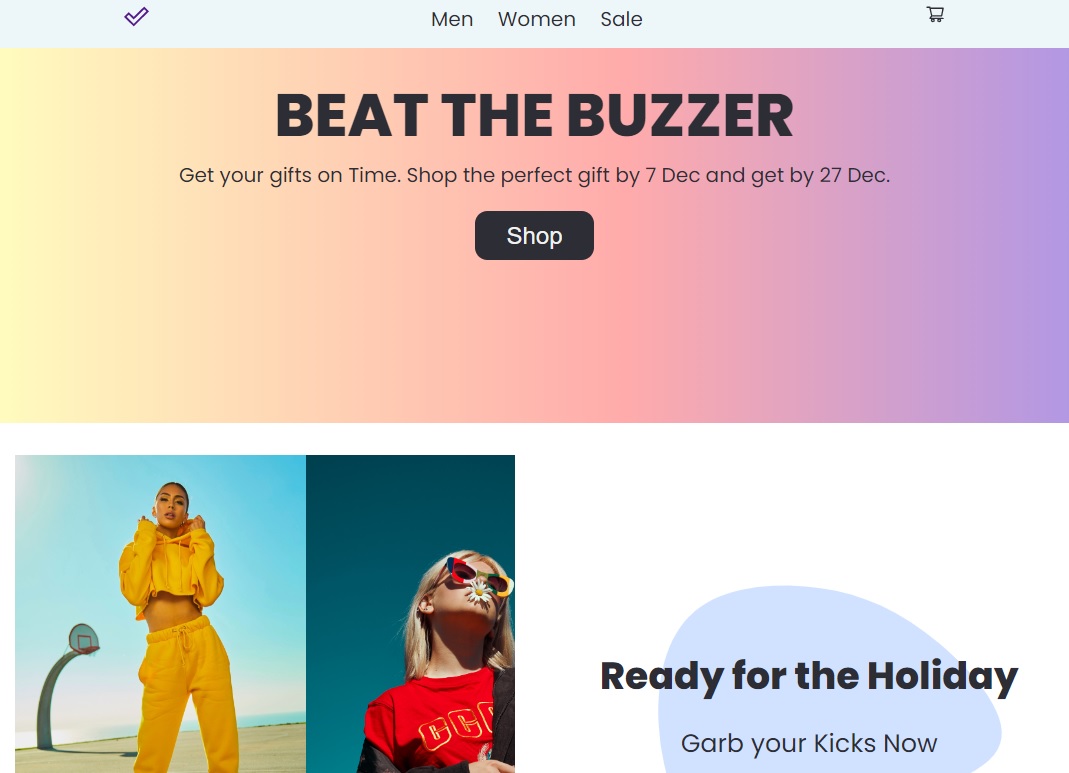 Men Women Sale
BEAT THE BUZZER
Get your gifts on Time. Shop the perfect gift by 7 Dec and get by 27 Dec.
Shop
Ready for the Holiday
Garb your Kicks Now